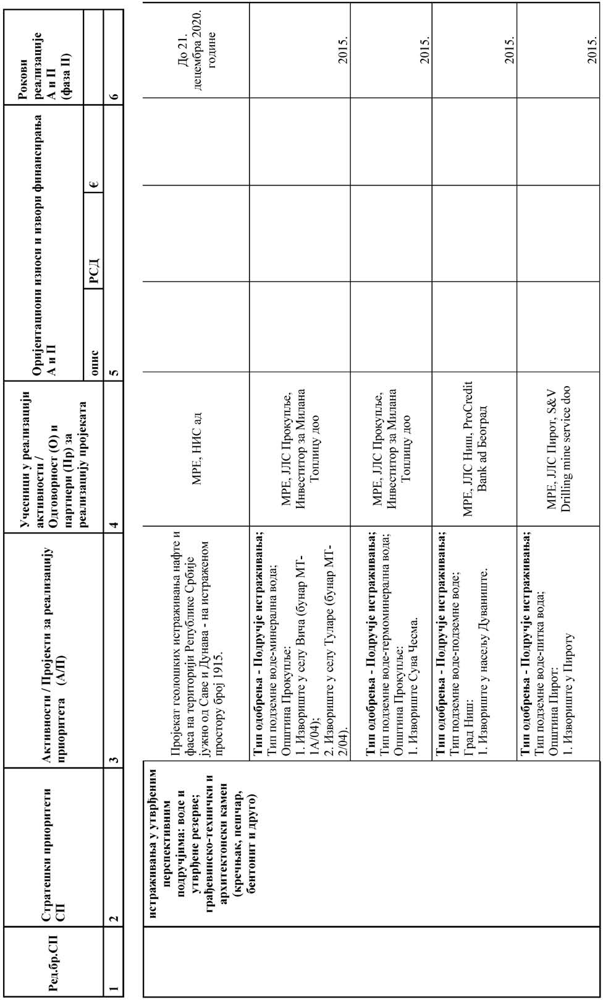 Ред.бр.СП
Стратешки приоритети
СП
Активности / Пројекти за реализацију
приоритета (А/П)
Учесници у реализацији
активности /
Одговорност (О) и
партнери (Пр) за
реализацију пројеката
Оријентациони износи и извори финансирања
А и П
опис
РСД
€
Рокови
реализације
А и П
(фаза II)
1
2
3
4
5
6
истраживања у утврђеним
перспективним
подручјима: воде и
утврђене резерве;
грађевинско-технички и
архитектонски камен
(кречњак, пешчар,
бентонит и друго)
Пројекат геолошких истраживања нафте и
фаса на територији Републике Србије
јужно од Саве и Дунава - на истраженом
простору број 1915.
МРЕ, НИС ад
До 21.
децембра 2020.
године
Тип одобрења - Подручје истраживања;
Тип подземне воде-минерална вода;
Општина Прокупље:
1. Извориште у селу Вича (бунар МТ-
1А/04);
2. Извориште у селу Туларе (бунар МТ-
2/04).
МРЕ, ЈЛС Прокупље,
Инвеститор за Милана
Топлицу доо
2015.
Тип одобрења - Подручје истраживања;
Тип подземне воде-термоминерална вода;
Општина Прокупље:
1. Извориште Сува Чесма.
МРЕ, ЈЛС Прокупље,
Инвеститор за Милана
Топлицу доо
2015.
Тип одобрења - Подручје истраживања;
Тип подземне воде-подземне воде;
Град Ниш:
1. Извориште у насељу Дуваниште.
МРЕ, ЈЛС Ниш, ProCredit
Bank ad Београд
2015.
Тип одобрења - Подручје истраживања;
Тип подземне воде-питка вода;
Општина Пирот:
1. Извориште у Пироту
МРЕ, ЈЛС Пирот, S&V
Drilling mine service doo
2015.